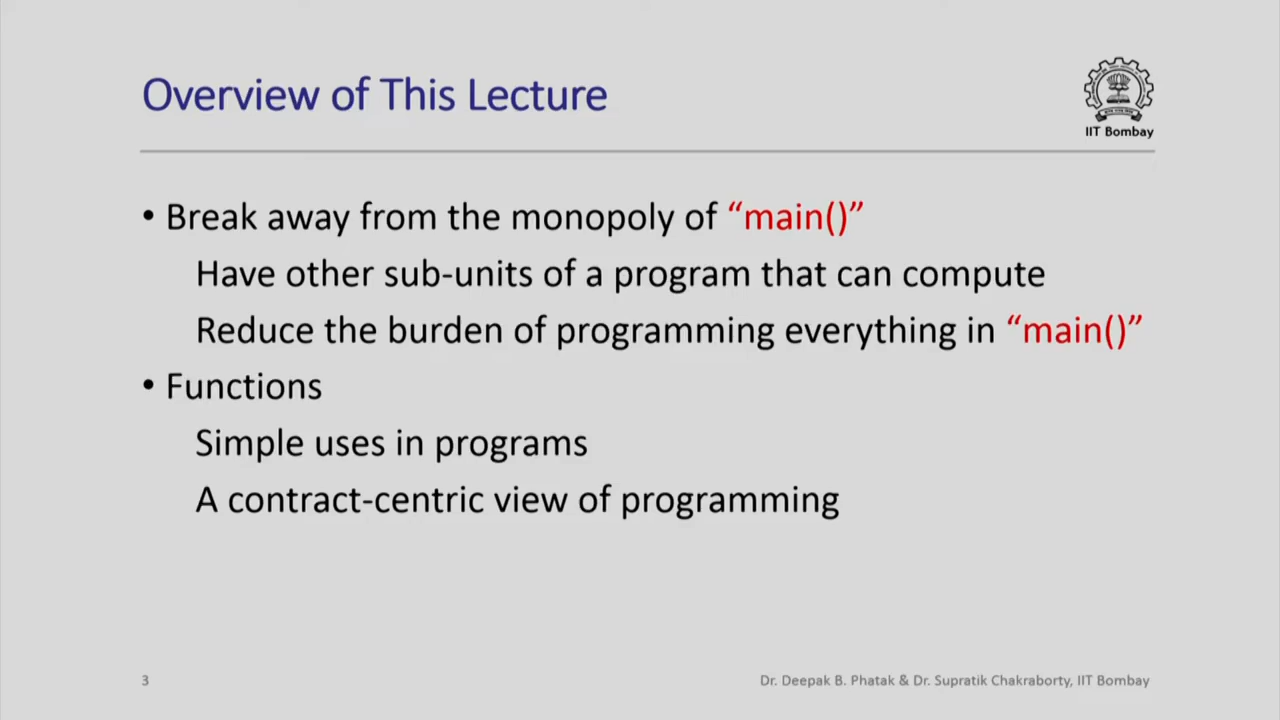 Overview of This Lecture
IIT Bombay
• Break away from the monopoly of “main()”
Have other sub-units of a program that can compute
Reduce the burden of programming everything in “main()”
• Functions
Simple uses in programs
A contract-centric view of programming
3
Dr. Deepak B. Phatak & Dr. Supratik Chakraborty, IIT Bombay